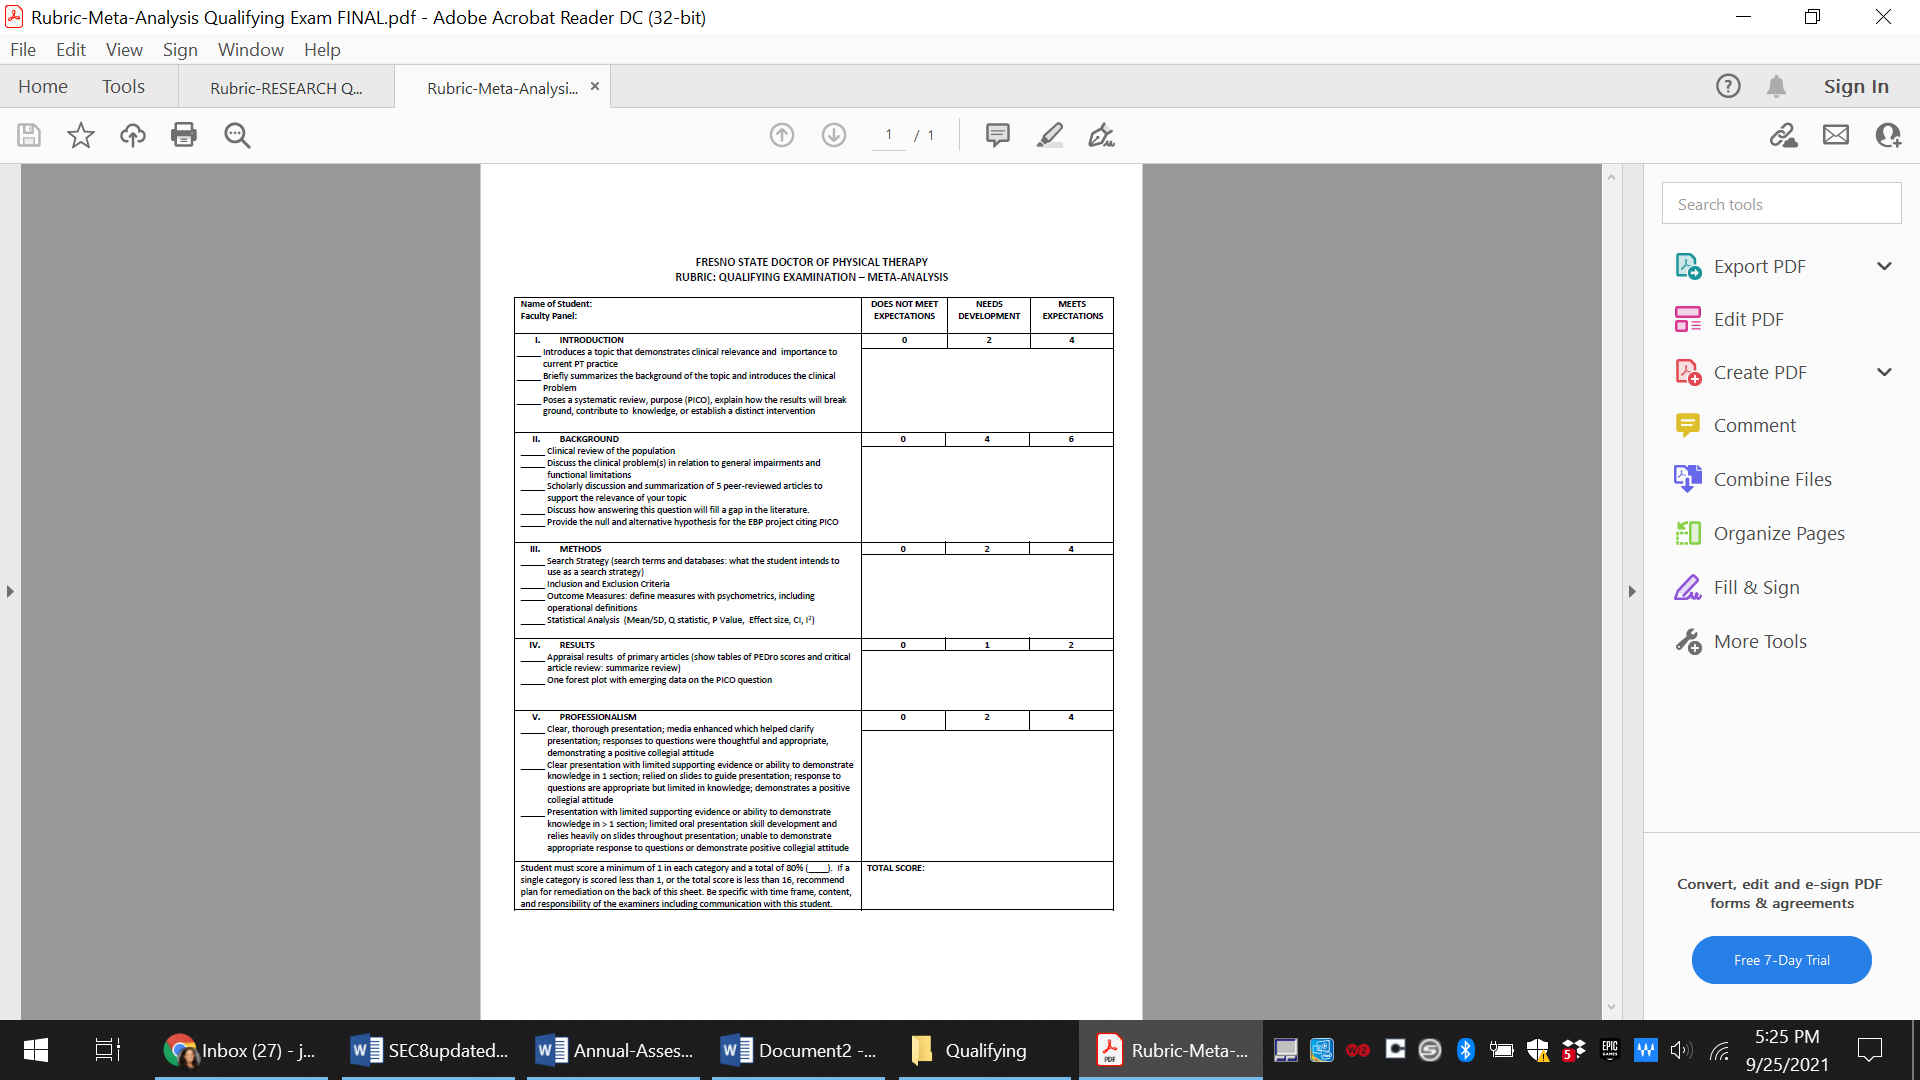 Rubric-Meta-Analysis Qualifying Exam FINAL.pdf - Adobe Acrobat Reader DC (32-bit)
File Edit View Sign Window Help
Home Tools Rubric-RESEARCH Q... Rubric-Meta-Analysi... × Sign In
1 / 1
Search tools
Export PDF
Edit PDF
Create PDF
Comment
Combine Files
Organize Pages
Fill & Sign
More Tools
Convert, edit and e-sign PDF
forms & agreements
Free 7-Day Trial
FRESNO STATE DOCTOR OF PHYSICAL THERAPY
RUBRIC: QUALIFYING EXAMINATION – META-ANALYSIS
Name of Student:
Faculty Panel:
DOES NOT MEET
EXPECTATIONS
NEEDS
DEVELOPMENT
MEETS
EXPECTATIONS
I. INTRODUCTION 0 2 4
_____ Introduces a topic that demonstrates clinical relevance and importance to
current PT practice
_____ Briefly summarizes the background of the topic and introduces the clinical
Problem
_____ Poses a systematic review, purpose (PICO), explain how the results will break
ground, contribute to knowledge, or establish a distinct intervention
II. BACKGROUND 0 4 6
_____ Clinical review of the population
_____ Discuss the clinical problem(s) in relation to general impairments and
functional limitations
_____ Scholarly discussion and summarization of 5 peer-reviewed articles to
support the relevance of your topic
_____ Discuss how answering this question will fill a gap in the literature.
_____ Provide the null and alternative hypothesis for the EBP project citing PICO
III. METHODS 0 2 4
_____ Search Strategy (search terms and databases: what the student intends to
use as a search strategy)
_____ Inclusion and Exclusion Criteria
_____ Outcome Measures: define measures with psychometrics, including
operational definitions
_____ Statistical Analysis (Mean/SD, Q statistic, P Value, Effect size, CI, I²)
IV. RESULTS 0 1 2
_____ Appraisal results of primary articles (show tables of PEDro scores and critical
article review: summarize review)
_____ One forest plot with emerging data on the PICO question
V. PROFESSIONALISM 0 2 4
_____ Clear, thorough presentation; media enhanced which helped clarify
presentation; responses to questions were thoughtful and appropriate,
demonstrating a positive collegial attitude
_____ Clear presentation with limited supporting evidence or ability to demonstrate
knowledge in 1 section; relied on slides to guide presentation; response to
questions are appropriate but limited in knowledge; demonstrates a positive
collegial attitude
_____ Presentation with limited supporting evidence or ability to demonstrate
knowledge in > 1 section; limited oral presentation skill development and
relies heavily on slides throughout presentation; unable to demonstrate
appropriate response to questions or demonstrate positive collegial attitude
Student must score a minimum of 1 in each category and a total of 80% (____). If a
single category is scored less than 1, or the total score is less than 16, recommend
plan for remediation on the back of this sheet. Be specific with time frame, content,
and responsibility of the examiners including communication with this student.
TOTAL SCORE:
Inbox (27) - j... SEC8updated... Annual-Asses... Document2 -... Qualifying Rubric-Meta-...
5:25 PM
9/25/2021